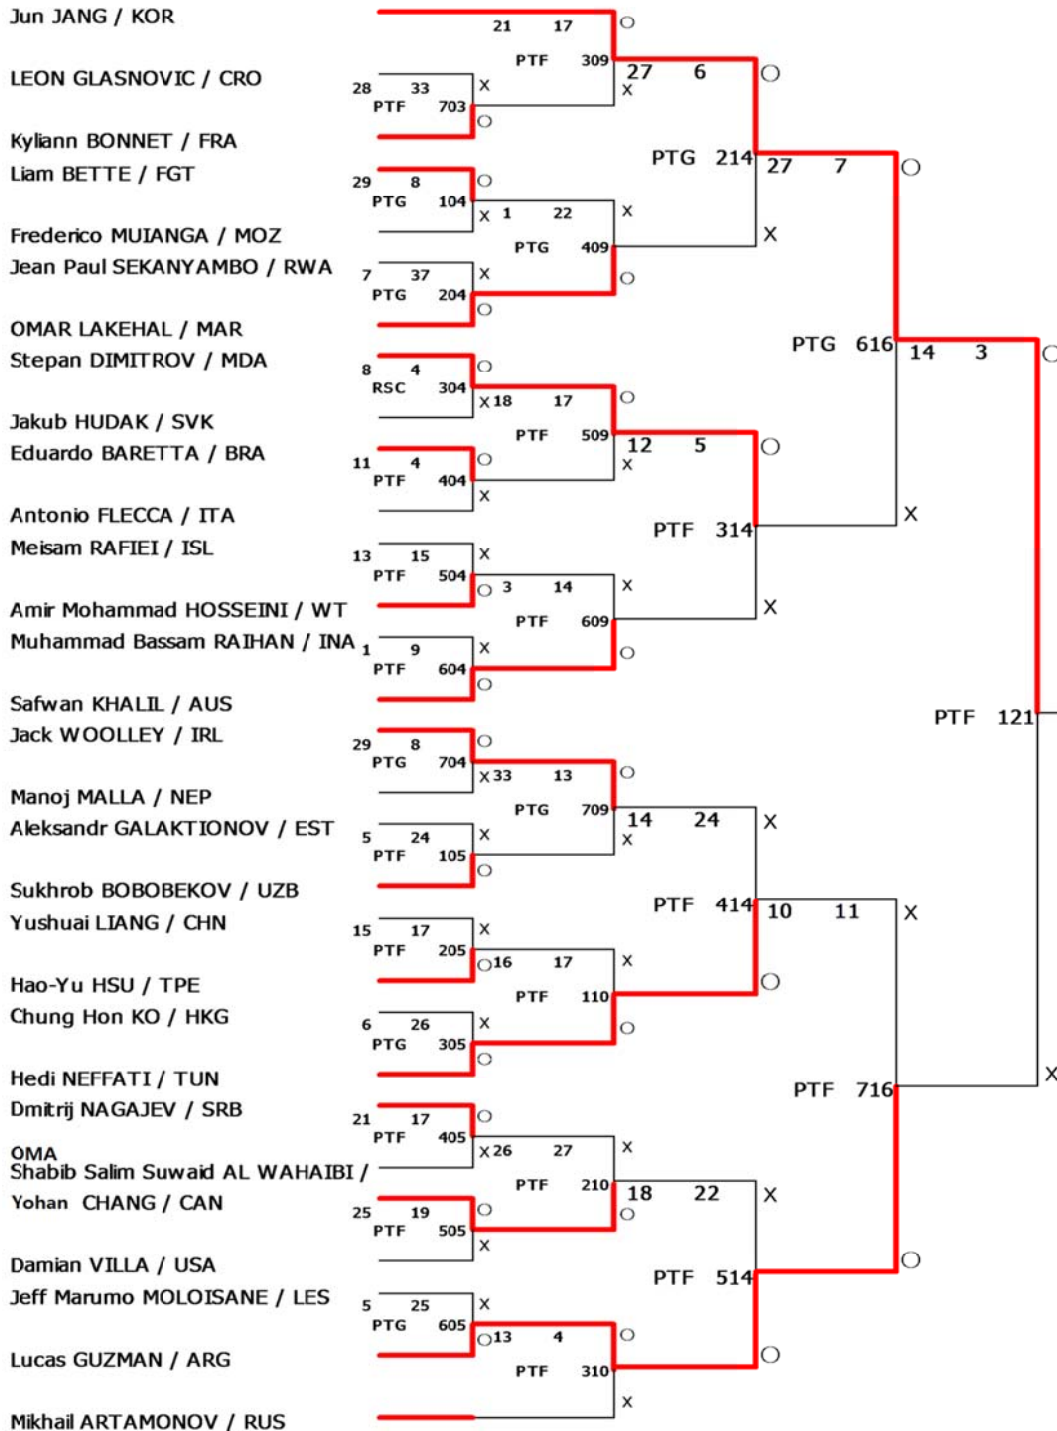 Jun JANG / KOR
21 17 O
PTF 309
27 6 O
LEON GLASNOVIC / CRO
28 33 X
X
PTF 703
O
Kyliann BONNET / FRA
PTG 214
27 7 O
Liam BETTE / FGT
29 8 O
PTG 104
X 1 22 X
Frederico MUIANGA / MOZ
X
PTG 409
Jean Paul SEKANYAMBO / RWA
7 37 X
O
PTG 204
O
OMAR LAKEHAL / MAR
PTG 616
14 3 O
Stepan DIMITROV / MDA
8 4 O
RSC 304
X 18 17 O
Jakub HUDAK / SVK
PTF 509
12 5 O
Eduardo BARETTA / BRA
11 4 O
X
PTF 404
X
Antonio FLECCA / ITA
X
PTF 314
Meisam RAFIEI / ISL
13 15 X
PTF 504
O 3 14 X
Amir Mohammad HOSSEINI / WT
X
PTF 609
Muhammad Bassam RAIHAN / INA
1 9 X
O
PTF 604
O
Safwan KHALIL / AUS
PTF 121
Jack WOOLLEY / IRL
29 8 O
PTG 704
X 33 13 O
Manoj MALLA / NEP
PTG 709
14 24 X
Aleksandr GALAKTIONOV / EST
5 24 X
X
PTF 105
O
Sukhrob BOBOBEKOV / UZB
PTF 414
10 11 X
Yushuai LIANG / CHN
15 17 X
PTF 205
O 16 17 X
Hao-Yu HSU / TPE
O
PTF 110
Chung Hon KO / HKG
6 26 X
O
PTG 305
O
X
Hedi NEFFATI / TUN
PTF 716
Dmitrij NAGAJEV / SRB
21 17 O
PTF 405
X 26 27 X
OMA
Shabib Salim Suwaid AL WAHAIBI /
PTF 210
18 22 X
Yohan CHANG / CAN
25 19 O
O
PTF 505
X
Damian VILLA / USA
O
PTF 514
Jeff Marumo MOLOISANE / LES
5 25 X
PTG 605
O 13 4 O
Lucas GUZMAN / ARG
O
PTF 310
X
Mikhail ARTAMONOV / RUS